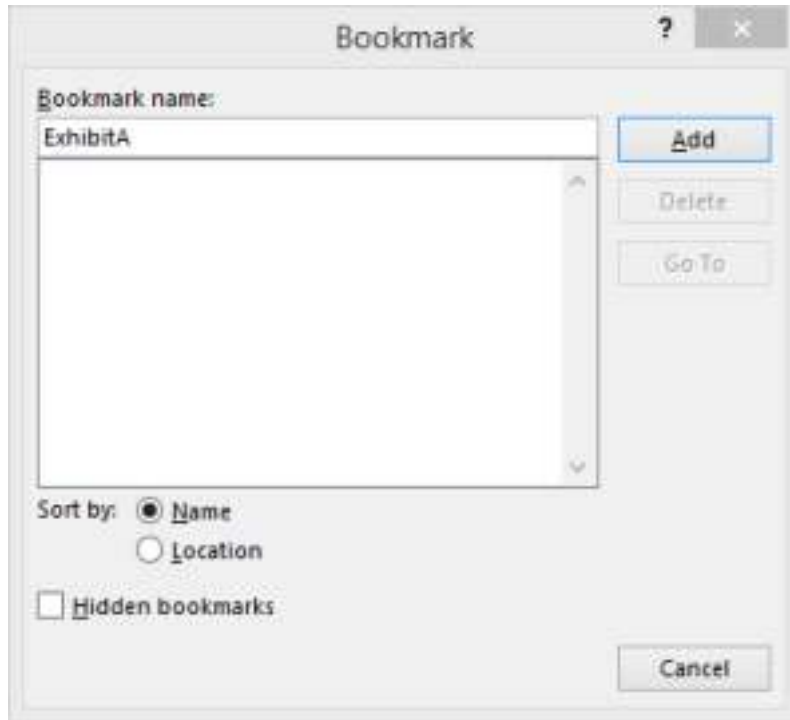 Bookmark ?
Bookmark name:
ExhibitA
Add
Delete
Go To
Sort by: Name
Location
Hidden bookmarks
Cancel